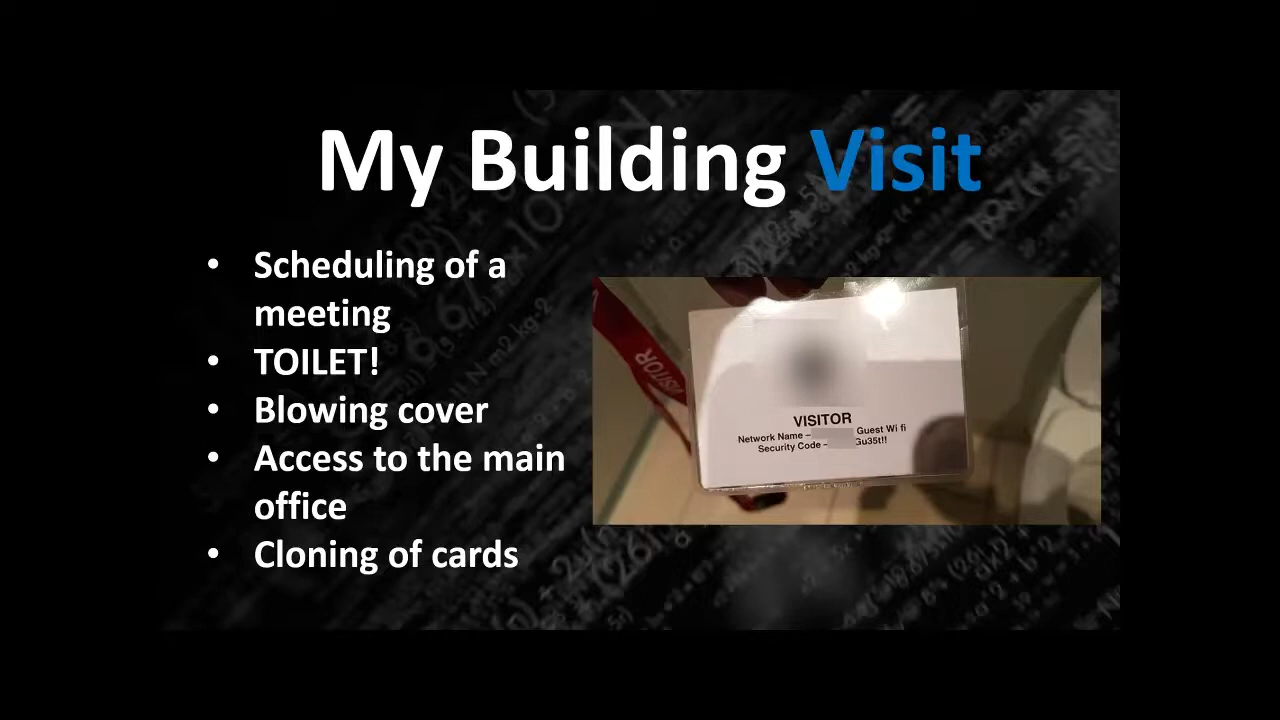 My Building Visit
• Scheduling of a
meeting
• TOILET!
• Blowing cover
• Access to the main
office
• Cloning of cards
VISITOR
VISITOR
Network Name – Guest Wi fi
Security Code – Gu35t!!